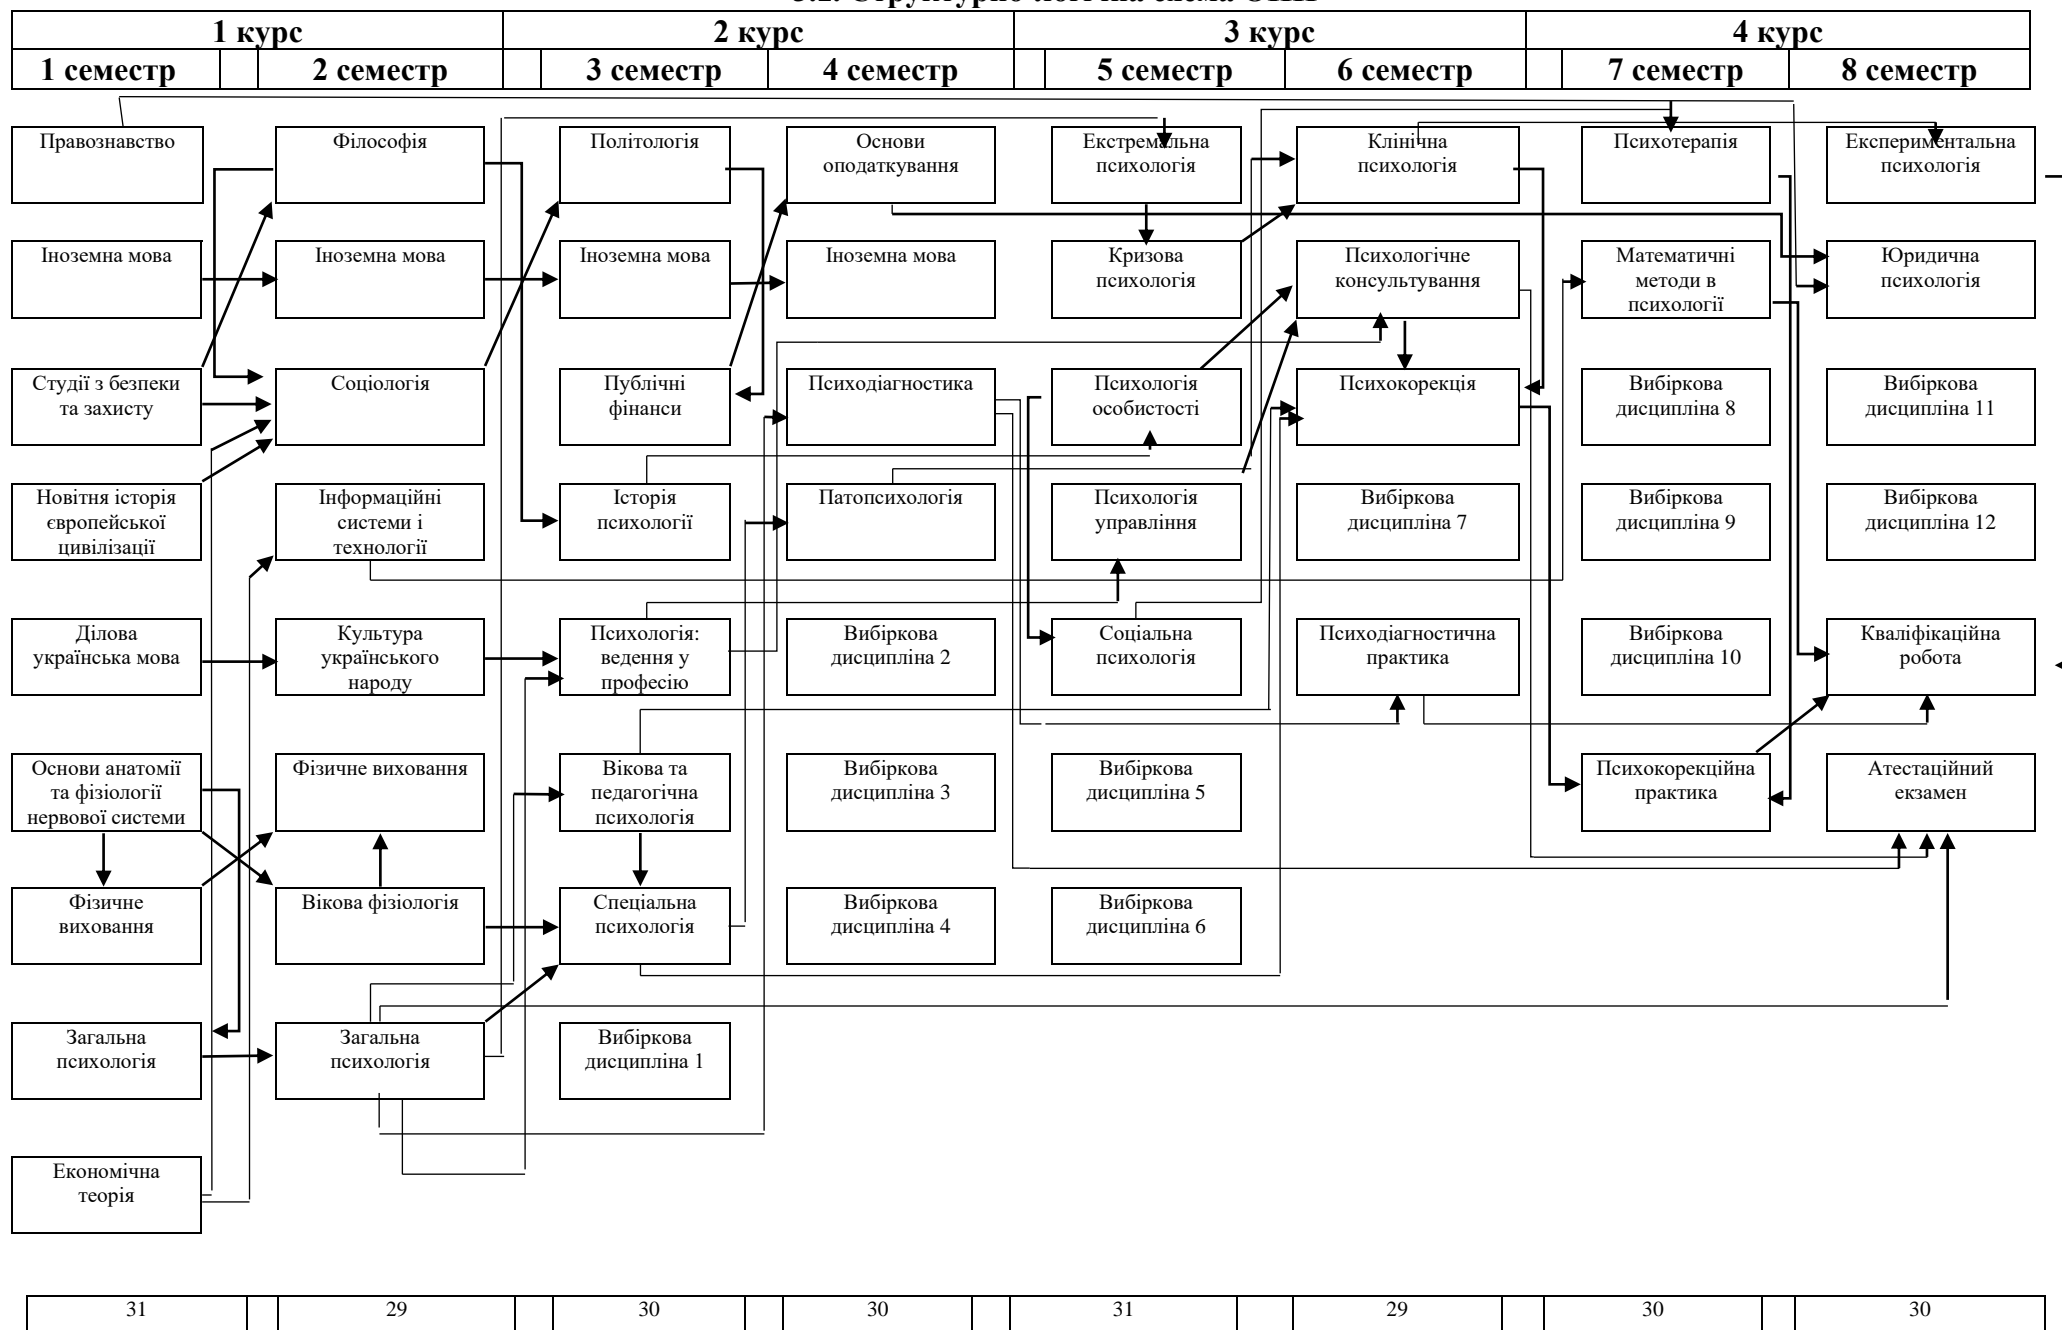 1 курс
2 курс
3 курс
4 курс
1 семестр
2 семестр
3 семестр
4 семестр
5 семестр
6 семестр
7 семестр
8 семестр
Правознавство
Філософія
Політологія
Основи
оподаткування
Екстремальна
психологія
Клінічна
психологія
Психотерапія
Експериментальна
психологія
Іноземна мова
Іноземна мова
Іноземна мова
Іноземна мова
Кризова
психологія
Психологічне
консультування
Математичні
методи в
психології
Юридична
психологія
Студії з безпеки
та захисту
Соціологія
Публічні
фінанси
Психодіагностика
Психологія
особистості
Психокорекція
Вибіркова
дисципліна 8
Вибіркова
дисципліна 11
Новітня історія
європейської
цивілізації
Інформаційні
системи і
технології
Історія
психології
Патопсихологія
Психологія
управління
Вибіркова
дисципліна 7
Вибіркова
дисципліна 9
Вибіркова
дисципліна 12
Ділова
українська мова
Культура
українського
народу
Психологія:
ведення у
професію
Вибіркова
дисципліна 2
Соціальна
психологія
Психодіагностична
практика
Вибіркова
дисципліна 10
Кваліфікаційна
робота
Основи анатомії
та фізіології
нервової системи
Фізичне виховання
Вікова та
педагогічна
психологія
Вибіркова
дисципліна 3
Вибіркова
дисципліна 5
Психокорекційна
практика
Атестаційний
екзамен
Фізичне
виховання
Вікова фізіологія
Спеціальна
психологія
Вибіркова
дисципліна 4
Вибіркова
дисципліна 6
Загальна
психологія
Загальна
психологія
Вибіркова
дисципліна 1
Економічна
теорія
31
29
30
30
31
29
30
30